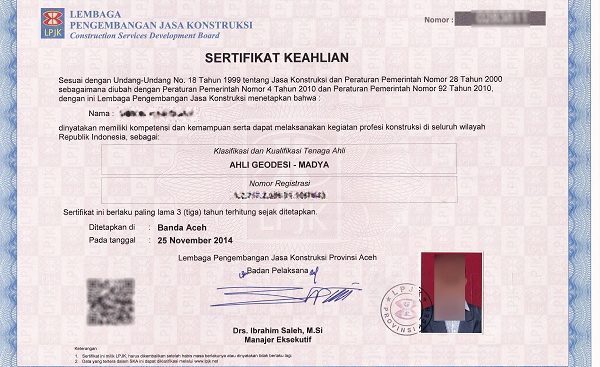 LPJK
LEMBAGA
PENGEMBANGAN JASA KONSTRUKSI
Construction Services Development Board
Nomor :
SERTIFIKAT KEAHLIAN
Sesuai dengan Undang-Undang No. 18 Tahun 1999 tentang Jasa Konstruksi dan Peraturan Pemerintah Nomor 28 Tahun 2000
sebagaimana diubah dengan Peraturan Pemerintah Nomor 4 Tahun 2010 dan Peraturan Pemerintah Nomor 92 Tahun 2010,
dengan ini Lembaga Pengembangan Jasa Konstruksi menetapkan bahwa :
Nama :
dinyatakan memiliki kompetensi dan kemampuan serta dapat melaksanakan kegiatan profesi konstruksi di seluruh wilayah
Republik Indonesia, sebagai:
Klasifikasi dan Kualifikasi Tenaga Ahli
AHLI GEODESI - MADYA
Nomor Registrasi
Sertifikat ini berlaku paling lama 3 (tiga) tahun terhitung sejak ditetapkan.
Ditetapkan di : Banda Aceh
Pada tanggal : 25 November 2014
Lembaga Pengembangan Jasa Konstruksi Provinsi Aceh
Badan Pelaksana
LPJK
PROVINSI
Drs. Ibrahim Saleh, M.Si
Manajer Eksekutif
Keterangan
1. Sertifikat ini milik LPJK, harus dikembalikan setelah habis masa berlakunya atau dinyatakan tidak berlaku lagi.
2. Data yang tertera dalam SKA ini dapat diklarifikasi melalui www.lpjk.net